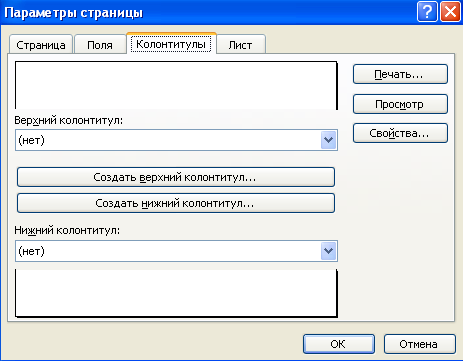 Параметры страницы
Страница Поля Колонтитулы Лист
Печать...
Верхний колонтитул:
Просмотр
(нет)
Свойства...
Создать верхний колонтитул...
Создать нижний колонтитул...
Нижний колонтитул:
(нет)
ОК Отмена